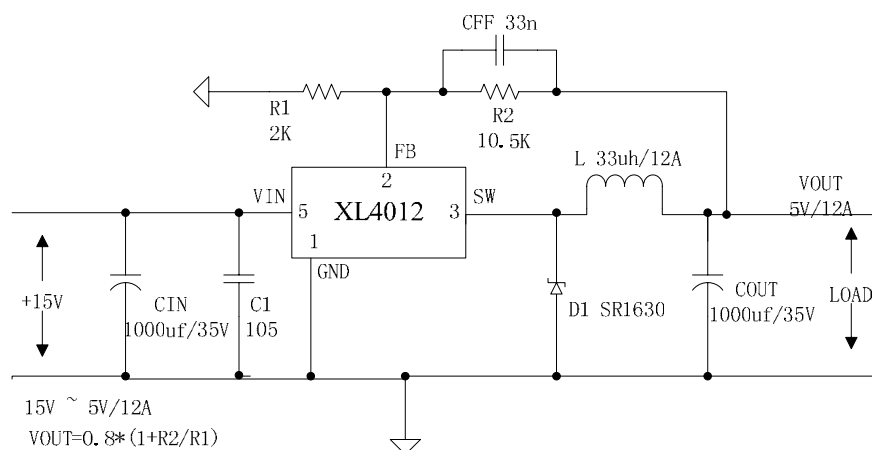 CFF 33n
R1
2K
R2
10.5K
FB
L 33uh/12A
VIN
2
SW
VOUT
5V/12A
5
XL4012
3
1
GND
+15V
CIN
1000uf/35V
C1
105
D1 SR1630
COUT
1000uf/35V
LOAD
15V ~ 5V/12A
VOUT=0.8*(1+R2/R1)